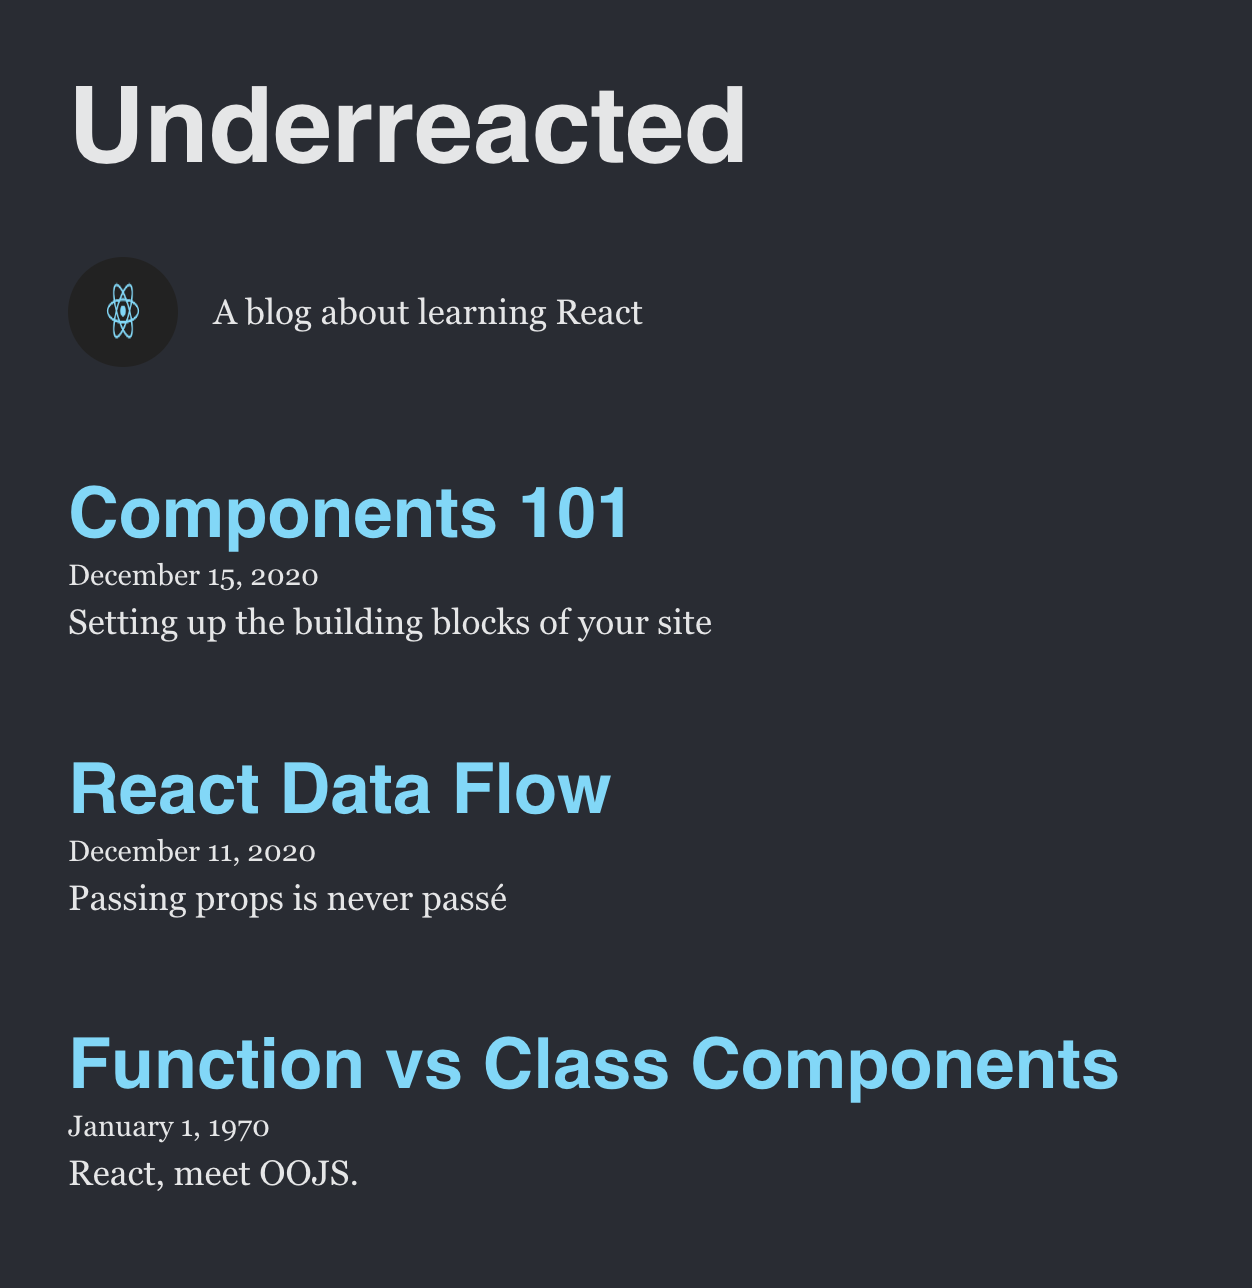 Underreacted
A blog about learning React
Components 101
December 15, 2020
Setting up the building blocks of your site
React Data Flow
December 11, 2020
Passing props is never passé
Function vs Class Components
January 1, 1970
React, meet OOJS.